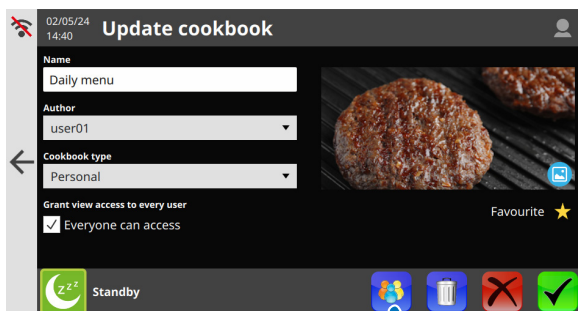 02/05/24
14:40
Update cookbook
Name
Daily menu
Author
user01
Cookbook type
Personal
Grant view access to every user
Everyone can access
Favourite
zzz
Standby